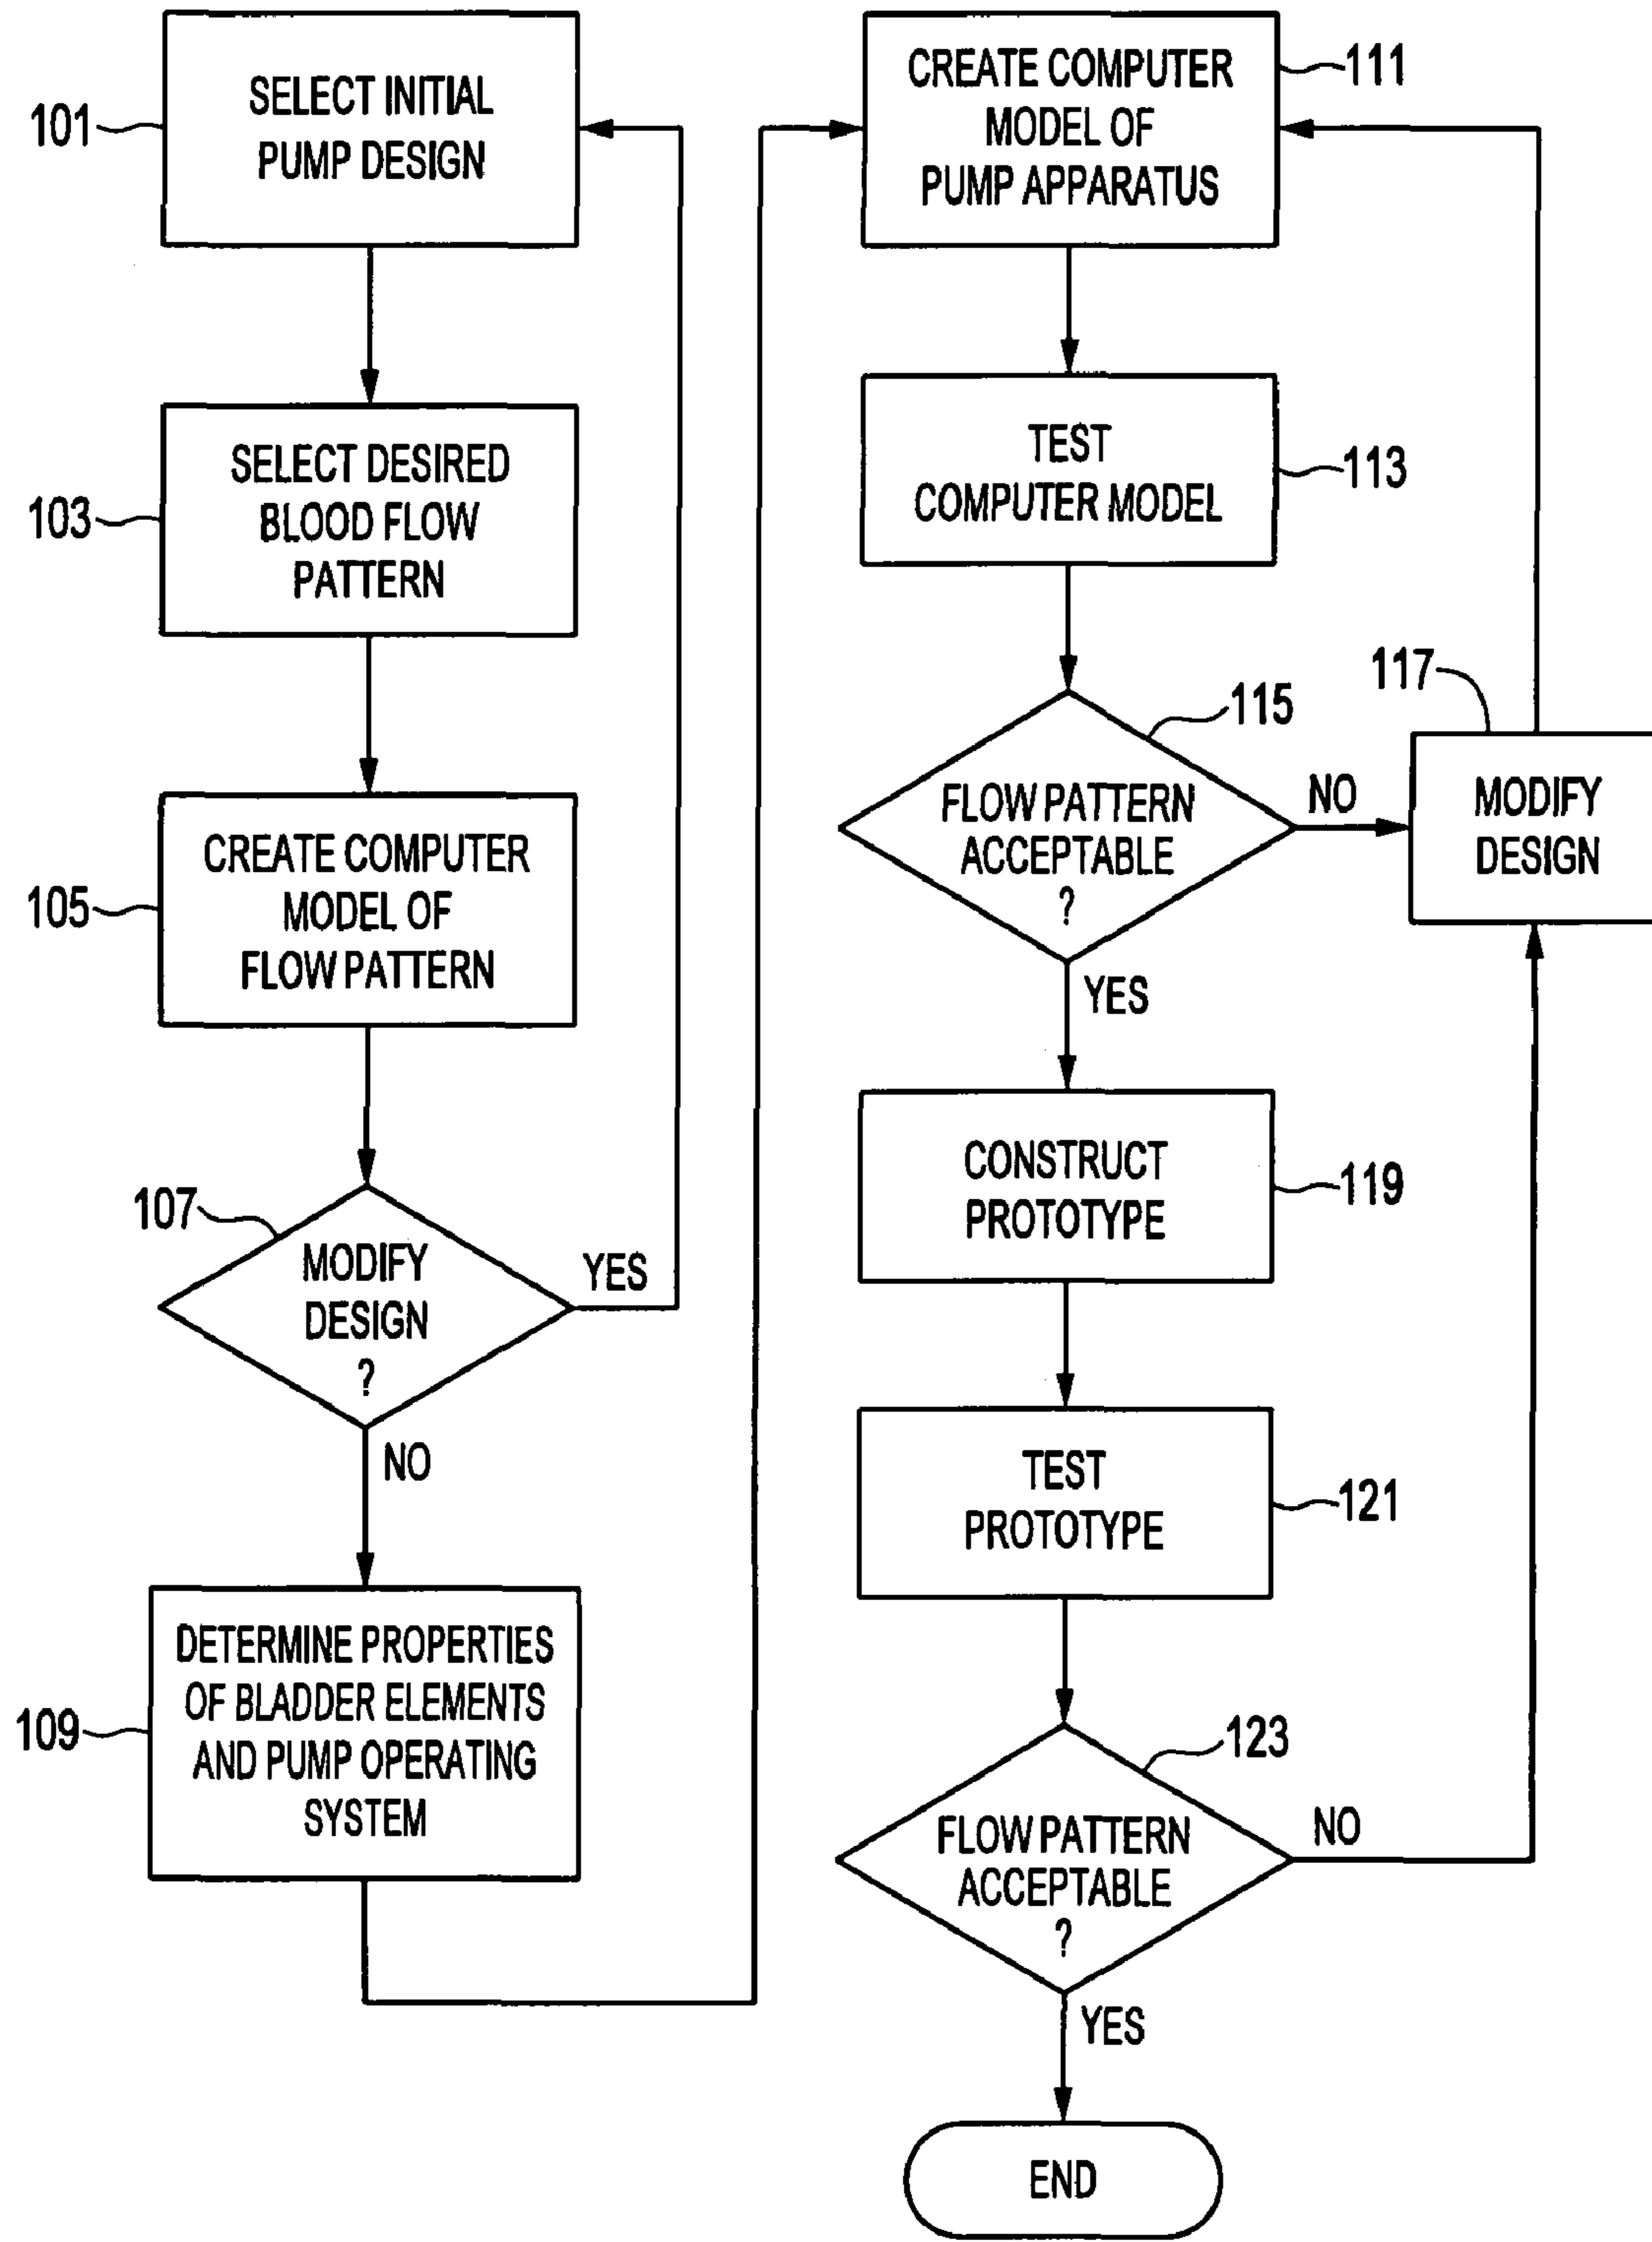 101
SELECT INITIAL
PUMP DESIGN
103
SELECT DESIRED
BLOOD FLOW
PATTERN
105
CREATE COMPUTER
MODEL OF
FLOW PATTERN
107
MODIFY
DESIGN
?
YES
NO
109
DETERMINE PROPERTIES
OF BLADDER ELEMENTS
AND PUMP OPERATING
SYSTEM
CREATE COMPUTER
MODEL OF
PUMP APPARATUS
111
TEST
COMPUTER MODEL
113
115
FLOW PATTERN
ACCEPTABLE
?
NO
YES
117
MODIFY
DESIGN
CONSTRUCT
PROTOTYPE
119
TEST
PROTOTYPE
121
123
FLOW PATTERN
ACCEPTABLE
?
NO
YES
END